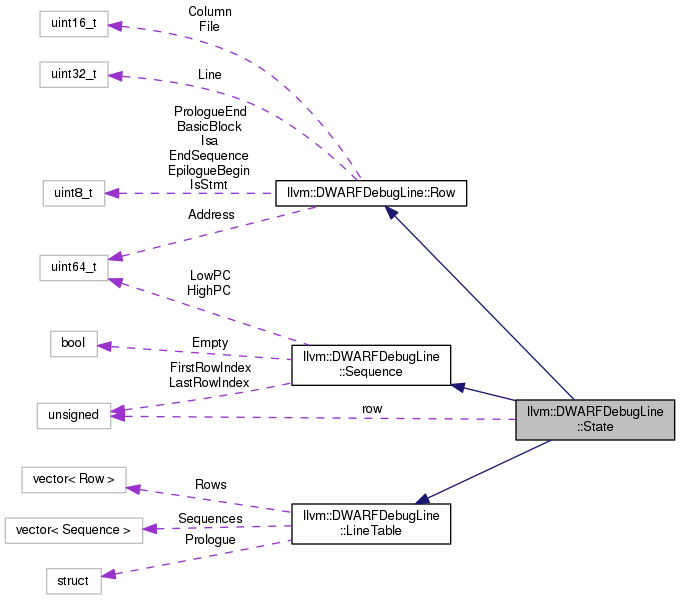 uint16_t
Column
File
uint32_t
Line
PrologueEnd
BasicBlock
Isa
EndSequence
EpilogueBegin
IsStmt
uint8_t
llvm::DWARFDebugLine::Row
Address
uint64_t
LowPC
HighPC
bool
Empty
llvm::DWARFDebugLine
::Sequence
FirstRowIndex
LastRowIndex
unsigned
row
llvm::DWARFDebugLine
::State
vector< Row >
Rows
llvm::DWARFDebugLine
::LineTable
vector< Sequence >
Sequences
Prologue
struct